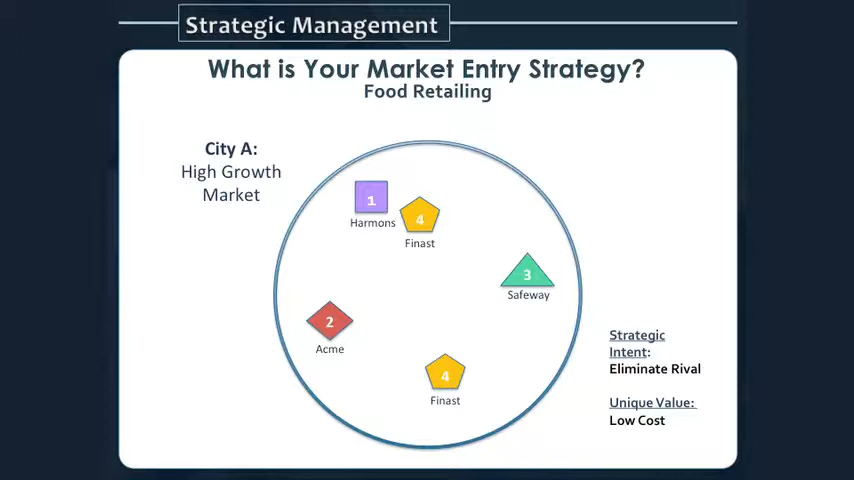 Strategic Management
What is Your Market Entry Strategy?
Food Retailing
City A:
High Growth
Market
1
Harmons
4
Finast
3
Safeway
2
Acme
4
Finast
Strategic
Intent:
Eliminate Rival
Unique Value:
Low Cost